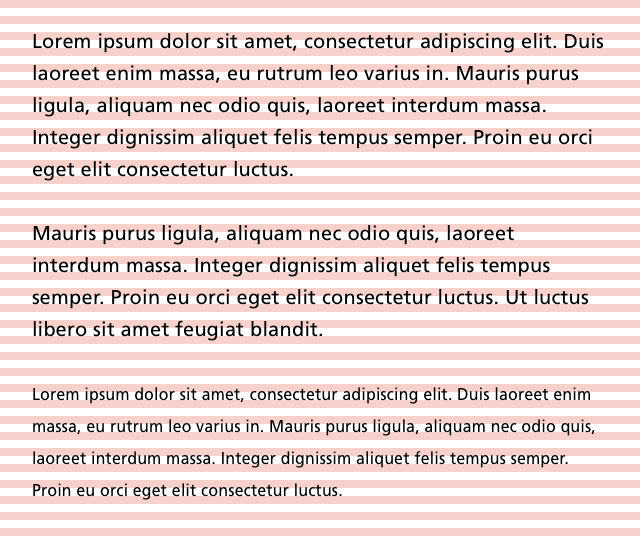 Lorem ipsum dolor sit amet, consectetur adipiscing elit. Duis
laoreet enim massa, eu rutrum leo varius in. Mauris purus
ligula, aliquam nec odio quis, laoreet interdum massa.
Integer dignissim aliquet felis tempus semper. Proin eu orci
eget elit consectetur luctus.
Mauris purus ligula, aliquam nec odio quis, laoreet
interdum massa. Integer dignissim aliquet felis tempus
semper. Proin eu orci eget elit consectetur luctus. Ut luctus
libero sit amet feugiat blandit.
Lorem ipsum dolor sit amet, consectetur adipiscing elit. Duis laoreet enim
massa, eu rutrum leo varius in. Mauris purus ligula, aliquam nec odio quis,
laoreet interdum massa. Integer dignissim aliquet felis tempus semper.
Proin eu orci eget elit consectetur luctus.